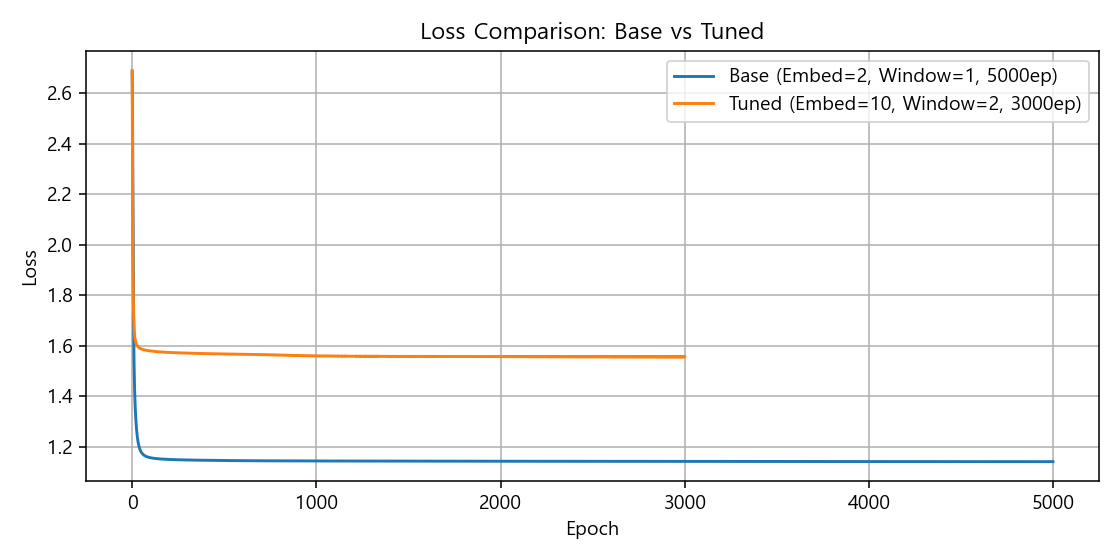 Loss Comparison: Base vs Tuned
Base (Embed=2, Window=1, 5000ep)
Tuned (Embed=10, Window=2, 3000ep)
Loss
2.6
2.4
2.2
2.0
1.8
1.6
1.4
1.2
0 1000 2000 3000 4000 5000
Epoch